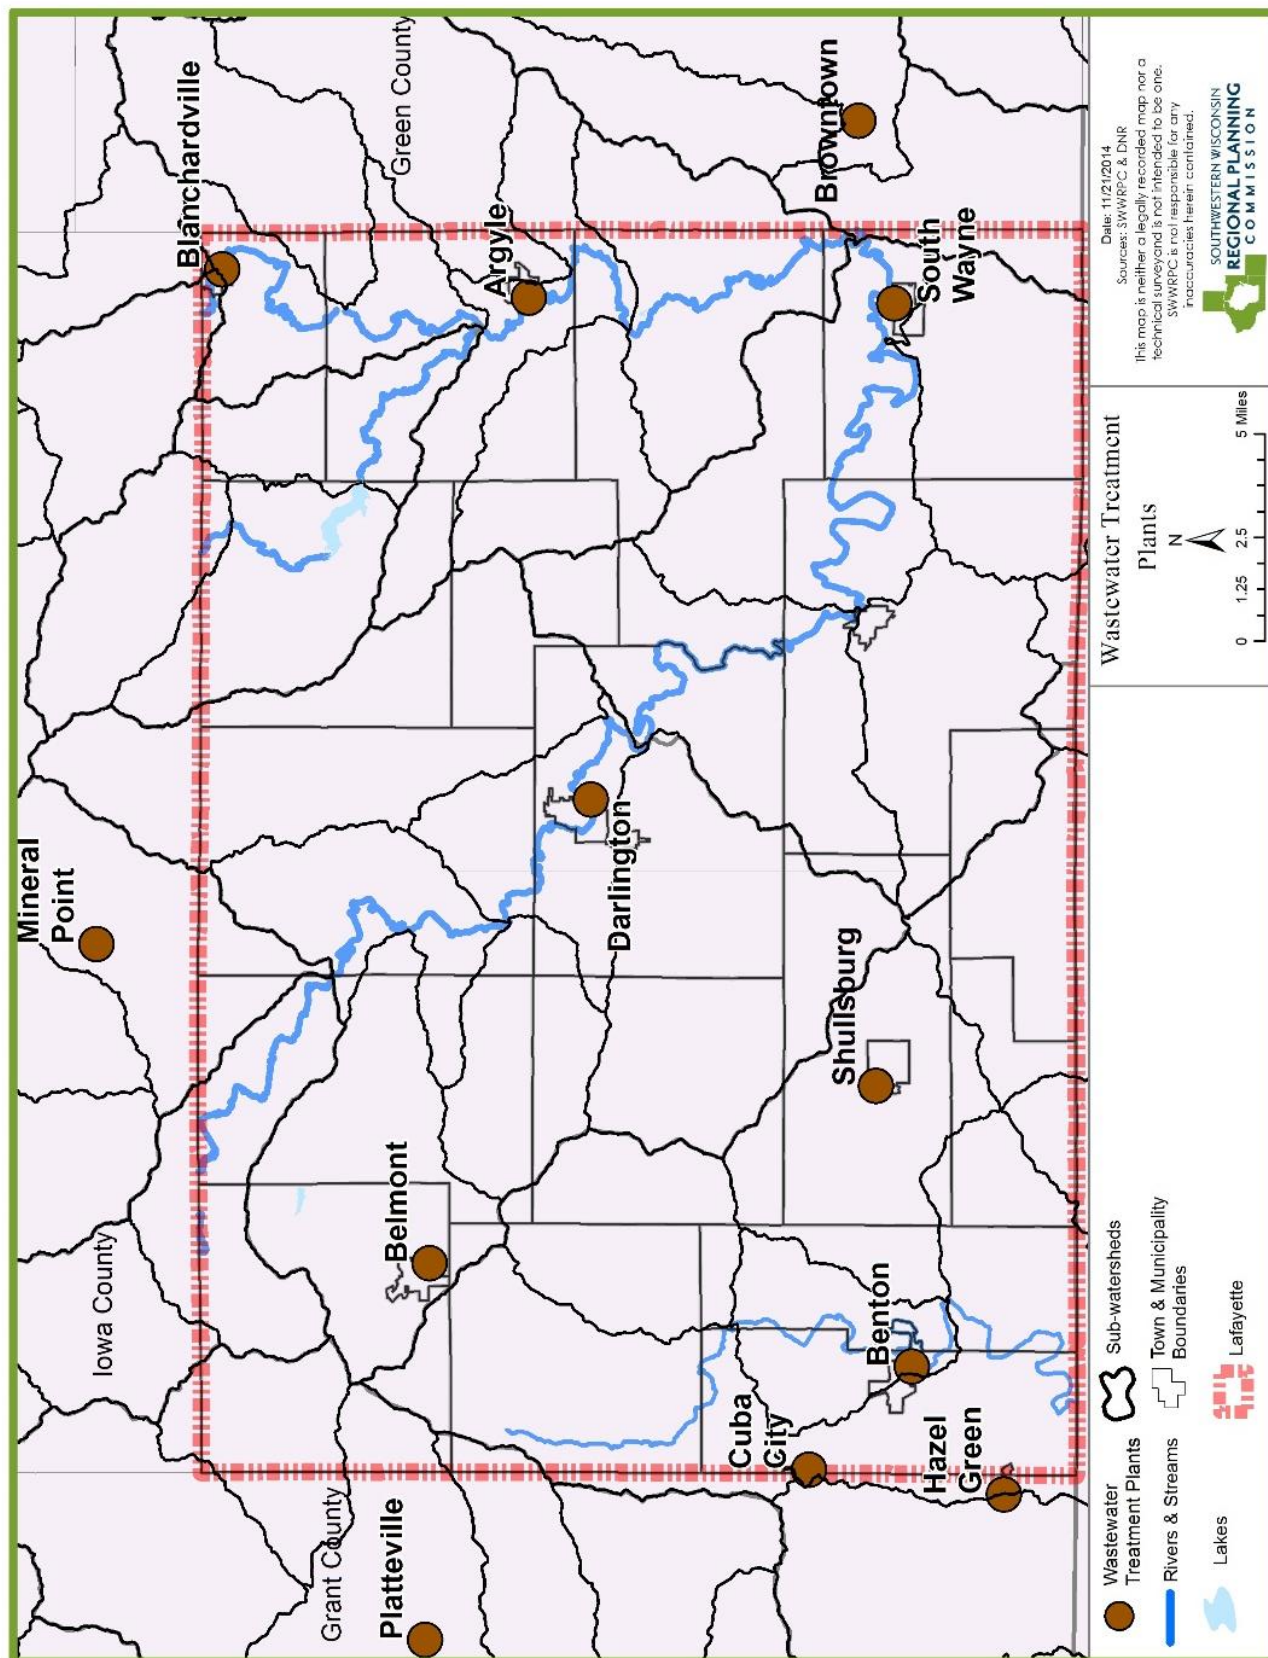 Mineral
Point
Blanchardville
Iowa County
Green County
Grant County
Platteville
Belmont
Argyle
Darlington
Cuba
City
Shullsburg
Browntown
Benton
Hazel
Green
South
Wayne
Wastewater
Treatment Plants
Rivers & Streams
Lakes
Sub-watersheds
Town & Municipality
Boundaries
Lafayette
Wastewater Treatment
Plants
N
0 1.25 2.5 5 Miles
Date: 11/21/2014
Sources: SWWRPC & DNR
This map is neither a legally recorded map nor a
technical survey and is not intended to be one.
SWWRPC is not responsible for any
inaccuracies herein contained.
SOUTHWESTERN WISCONSIN
REGIONAL PLANNING
COMMISSION